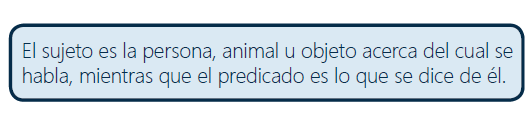 El sujeto es la persona, animal u objeto acerca del cual se
habla, mientras que el predicado es lo que se dice de él.